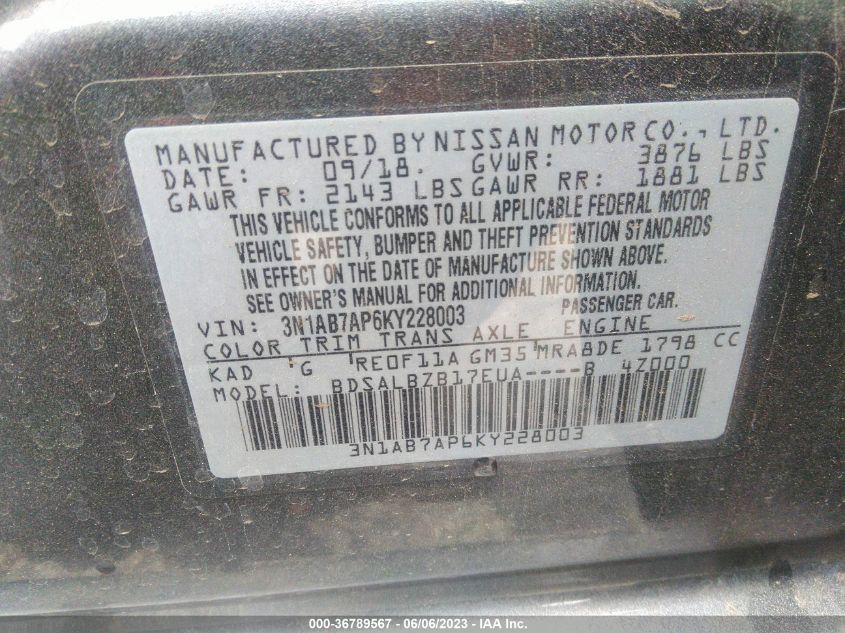 MANUFACTURED BY NISSAN MOTOR CO., LTD.
DATE: 09/18. GVWR: 3876 LBS
GAWR FR: 2143 LBS GAWR RR: 1881 LBS
THIS VEHICLE CONFORMS TO ALL APPLICABLE FEDERAL MOTOR
VEHICLE SAFETY, BUMPER AND THEFT PREVENTION STANDARDS
IN EFFECT ON THE DATE OF MANUFACTURE SHOWN ABOVE.
SEE OWNER'S MANUAL FOR ADDITIONAL INFORMATION.
VIN: 3N1AB7AP6KY228003 PASSENGER CAR.
COLOR TRIM TRANS AXLE ENGINE
KAD G RE0F11A GM35 MRA8DE 1798 CC
MODEL: BDSALBZB17EUA----B 4Z000
3N1AB7AP6KY228003
000-36789567 - 06/06/2023 - IAA Inc.